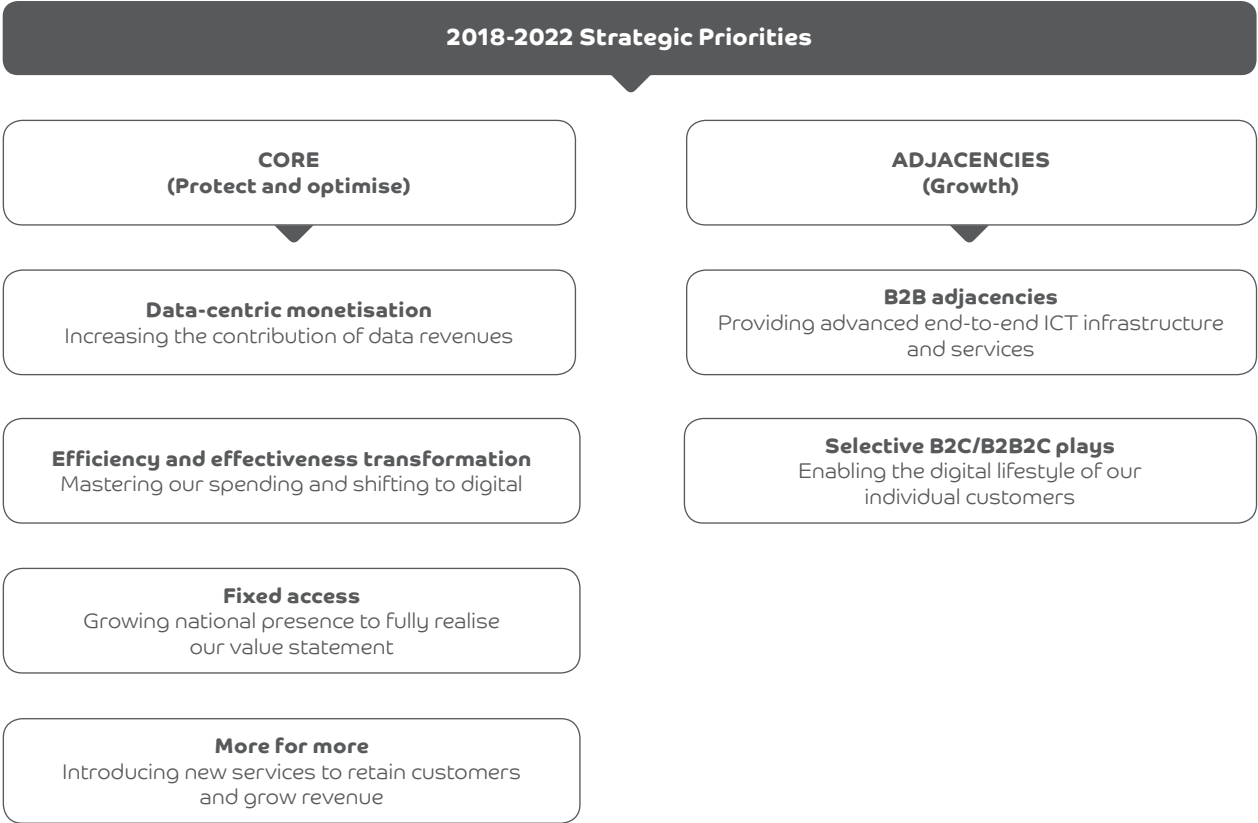 2018-2022 Strategic Priorities
CORE
(Protect and optimise)
Data-centric monetisation
Increasing the contribution of data revenues
Efficiency and effectiveness transformation
Mastering our spending and shifting to digital
Fixed access
Growing national presence to fully realise
our value statement
More for more
Introducing new services to retain customers
and grow revenue
ADJACENCIES
(Growth)
B2B adjacencies
Providing advanced end-to-end ICT infrastructure
and services
Selective B2C/B2B2C plays
Enabling the digital lifestyle of our
individual customers